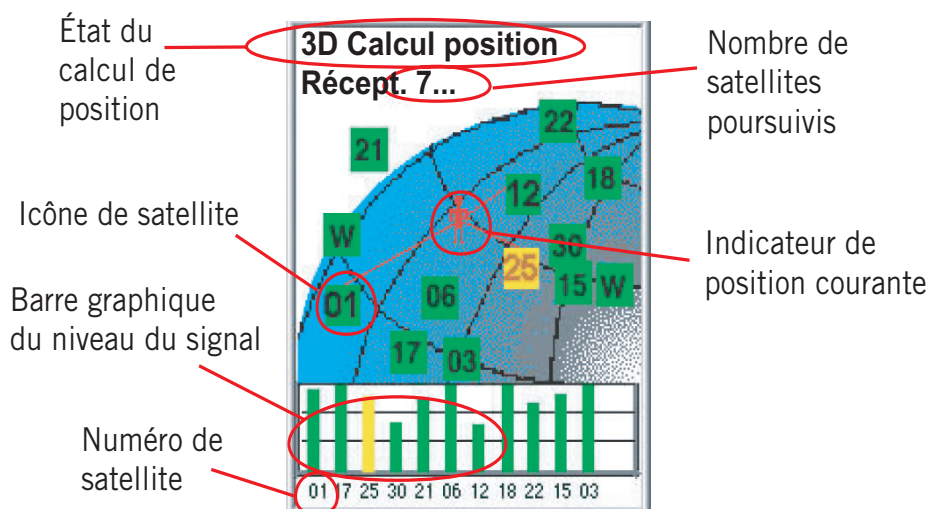 État du
calcul de
position
3D Calcul position
Récept. 7...
Nombre de
satellites
poursuivis
22
21
18
12
Icône de satellite
W
30
25
Indicateur de
position courante
15 W
01
06
Barre graphique
du niveau du signal
17
03
Numéro de
satellite
01 17 25 30 21 06 12 18 22 15 03